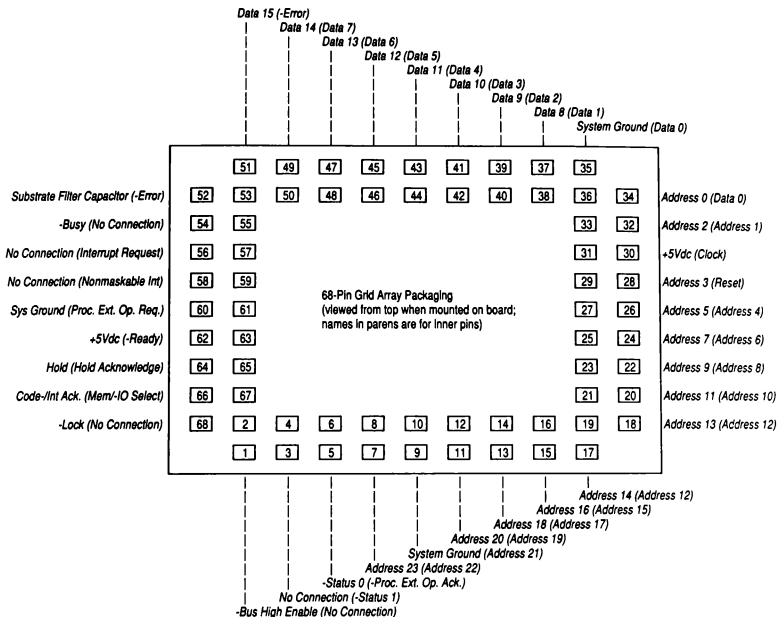 Data 15 (-Error)
Data 14 (Data 7)
Data 13 (Data 6)
Data 12 (Data 5)
Data 11 (Data 4)
Data 10 (Data 3)
Data 9 (Data 2)
Data 8 (Data 1)
System Ground (Data 0)
51 49 47 45 43 41 39 37 35
Substrate Filter Capacitor (-Error) 52 53 50 48 46 44 42 40 38 36 34 Address 0 (Data 0)
-Busy (No Connection) 54 55 33 32 Address 2 (Address 1)
No Connection (Interrupt Request) 56 57 31 30 +5Vdc (Clock)
No Connection (Nonmaskable Int) 58 59 29 28 Address 3 (Reset)
68-Pin Grid Array Packaging
Sys Ground (Proc. Ext. Op. Req.) 60 61 (viewed from top when mounted on board; 27 26 Address 5 (Address 4)
names in parens are for Inner pins)
+5Vdc (-Ready) 62 63 25 24 Address 7 (Address 6)
Hold (Hold Acknowledge) 64 65 23 22 Address 9 (Address 8)
Code-/Int Ack. (Mem/-IO Select) 66 67 21 20 Address 11 (Address 10)
-Lock (No Connection) 68 2 4 6 8 10 12 14 16 19 18 Address 13 (Address 12)
1 3 5 7 9 11 13 15 17
Address 14 (Address 12)
Address 16 (Address 15)
Address 18 (Address 17)
Address 20 (Address 19)
System Ground (Address 21)
Address 23 (Address 22)
-Status 0 (-Proc. Ext. Op. Ack.)
No Connection (-Status 1)
-Bus High Enable (No Connection)